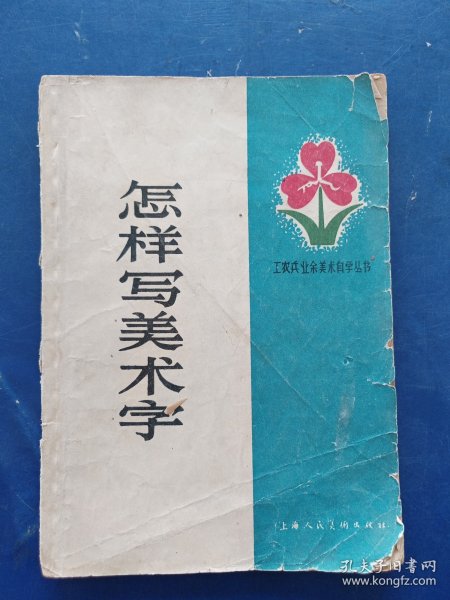 怎样写美术字
工农兵业余美术自学丛书
上海人民美術出版社
孔夫子旧书网
www.kongfz.com